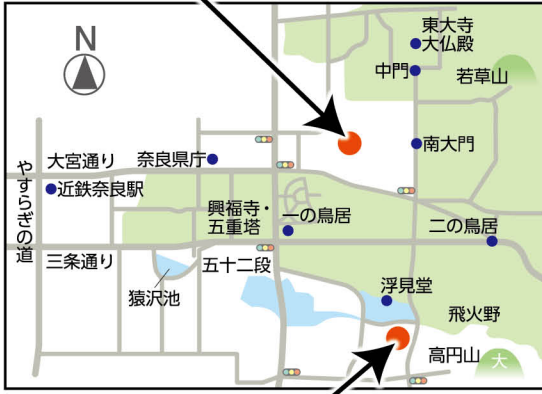 N
東大寺
大仏殿
中門
若草山
南大門
大宮通り
奈良県庁
やすらぎの道
近鉄奈良駅
興福寺・
五重塔
一の鳥居
二の鳥居
三条通り
五十二段
猿沢池
浮見堂
飛火野
高円山
大